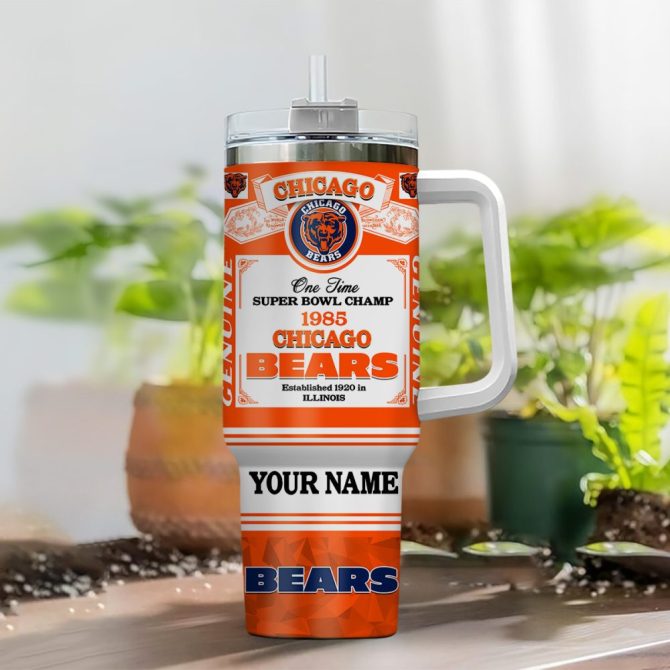 CHICAGO
CHICAGO
BEARS
GENUINE
GENUINE
One Time
SUPER BOWL CHAMP
1985
CHICAGO
BEARS
Established 1920 in
ILLINOIS
YOUR NAME
BEARS